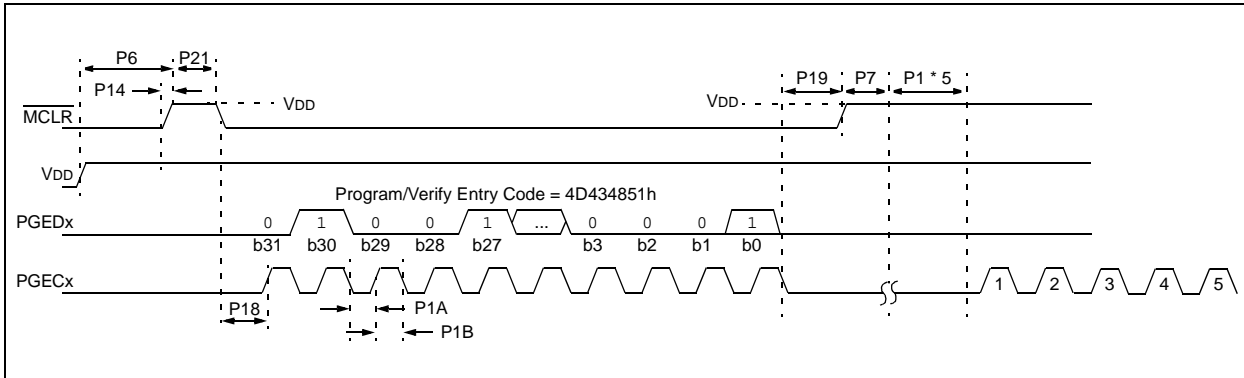 P6 P21 P19 P7 P1 * 5
P14
VDD VDD
MCLR
VDD
Program/Verify Entry Code = 4D434851h
PGEDx 0 1 0 0 1 ... 0 0 0 1
b31 b30 b29 b28 b27 b3 b2 b1 b0
PGECx 1 2 3 4 5
P18 P1A
P1B